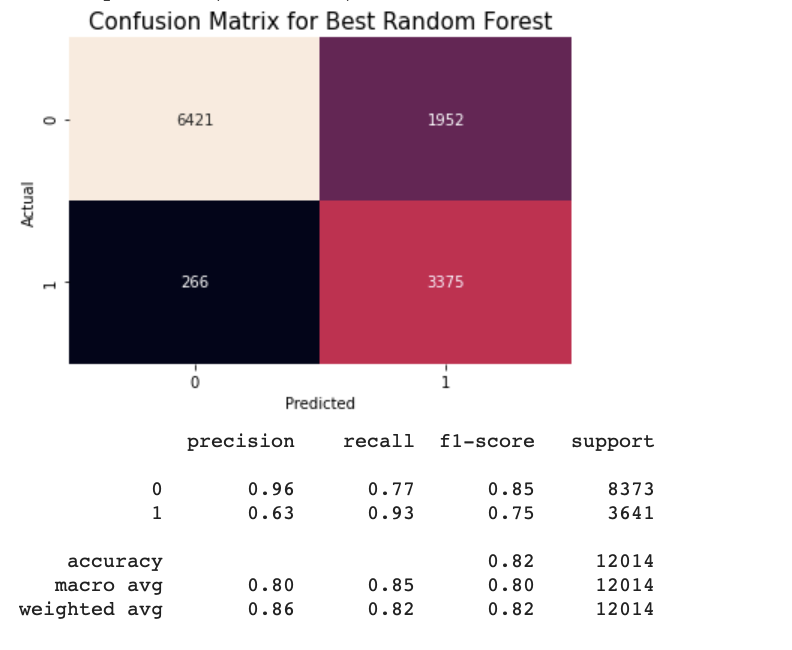 Confusion Matrix for Best Random Forest
0 6421 1952
Actual
1 266 3375
0 1
Predicted
precision recall f1-score support
0 0.96 0.77 0.85 8373
1 0.63 0.93 0.75 3641
accuracy 0.82 12014
macro avg 0.80 0.85 0.80 12014
weighted avg 0.86 0.82 0.82 12014